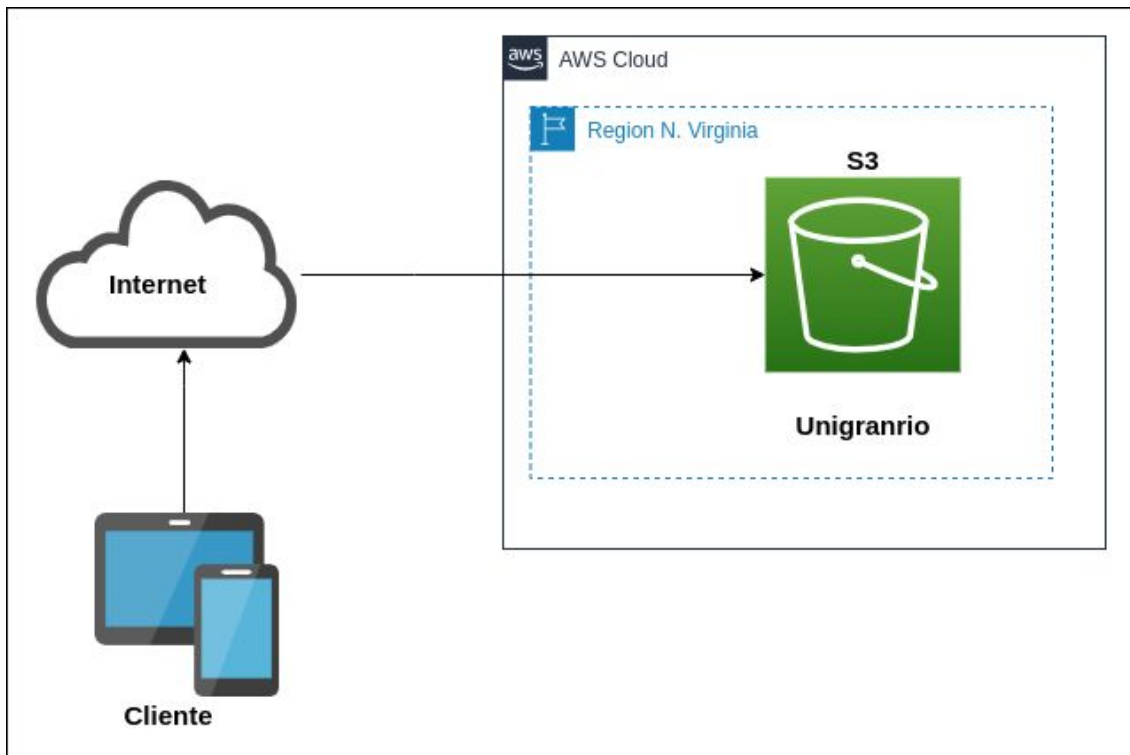 aws
AWS Cloud
Region N. Virginia
S3
Internet
Unigranrio
Cliente